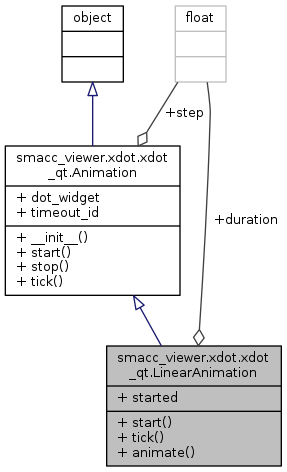 object
float
+step
smacc_viewer.xdot.xdot
_qt.Animation
+ dot_widget
+ timeout_id
+ __init__()
+ start()
+ stop()
+ tick()
+duration
smacc_viewer.xdot.xdot
_qt.LinearAnimation
+ started
+ start()
+ tick()
+ animate()